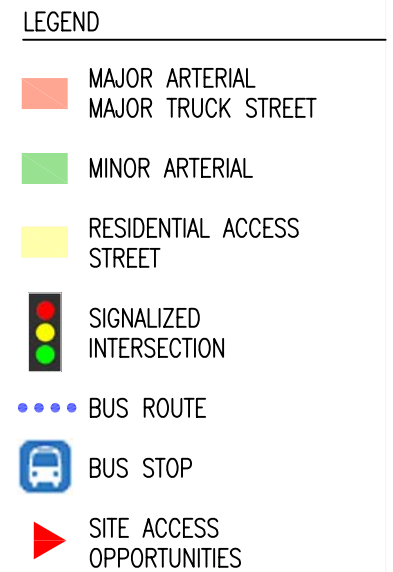 LEGEND
MAJOR ARTERIAL
MAJOR TRUCK STREET
MINOR ARTERIAL
RESIDENTIAL ACCESS
STREET
SIGNALIZED
INTERSECTION
BUS ROUTE
BUS STOP
SITE ACCESS
OPPORTUNITIES